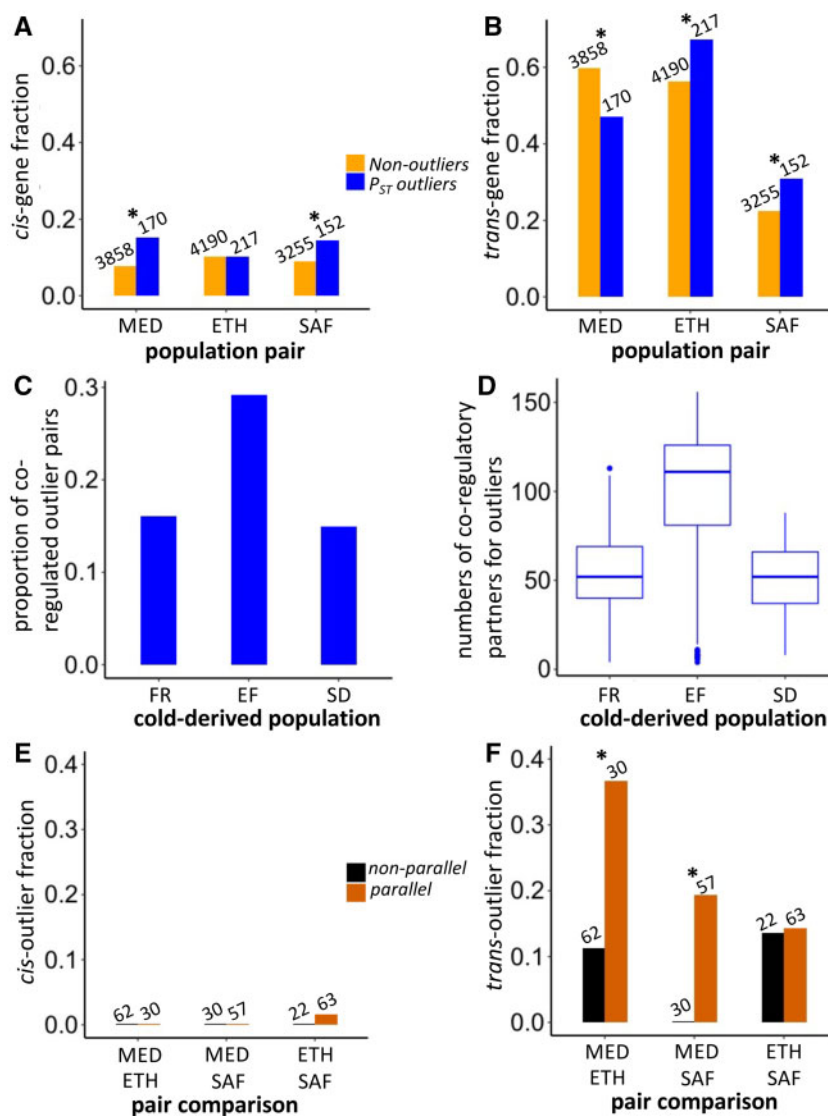 A
cis-gene fraction
0.6
0.4
0.2
0.0
* 170
3858
4190 217
* 152
3255
Non-outliers
PST outliers
MED ETH SAF
population pair
B
trans-gene fraction
0.6
0.4
0.2
0.0
*
3858
170
* 217
4190
* 152
3255
MED ETH SAF
population pair
C
proportion of co-
regulated outlier pairs
0.3
0.2
0.1
0.0
FR EF SD
cold-derived population
D
numbers of co-regulatory
partners for outliers
150
100
50
0
FR EF SD
cold-derived population
E
cis-outlier fraction
0.4
0.3
0.2
0.1
0.0
62 30 30 57 22 63
non-parallel
parallel
MED MED ETH
ETH SAF SAF
pair comparison
F
trans-outlier fraction
0.4
0.3
0.2
0.1
0.0
* 30
62
* 57
30
22 63
MED MED ETH
ETH SAF SAF
pair comparison